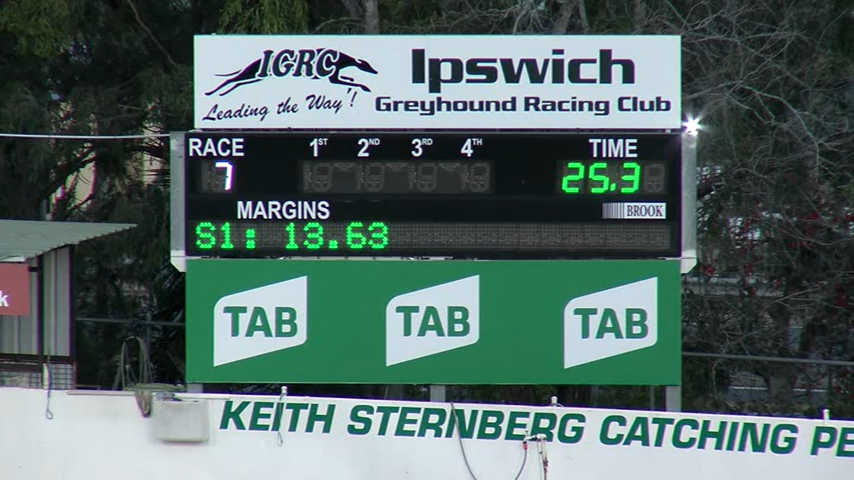 IGRC
Leading the Way'!
Ipswich
Greyhound Racing Club
RACE 1ST 2ND 3RD 4TH TIME
7 25.3
MARGINS BROOK
S1: 13.63
TAB TAB TAB
k
KEITH STERNBERG CATCHING PE